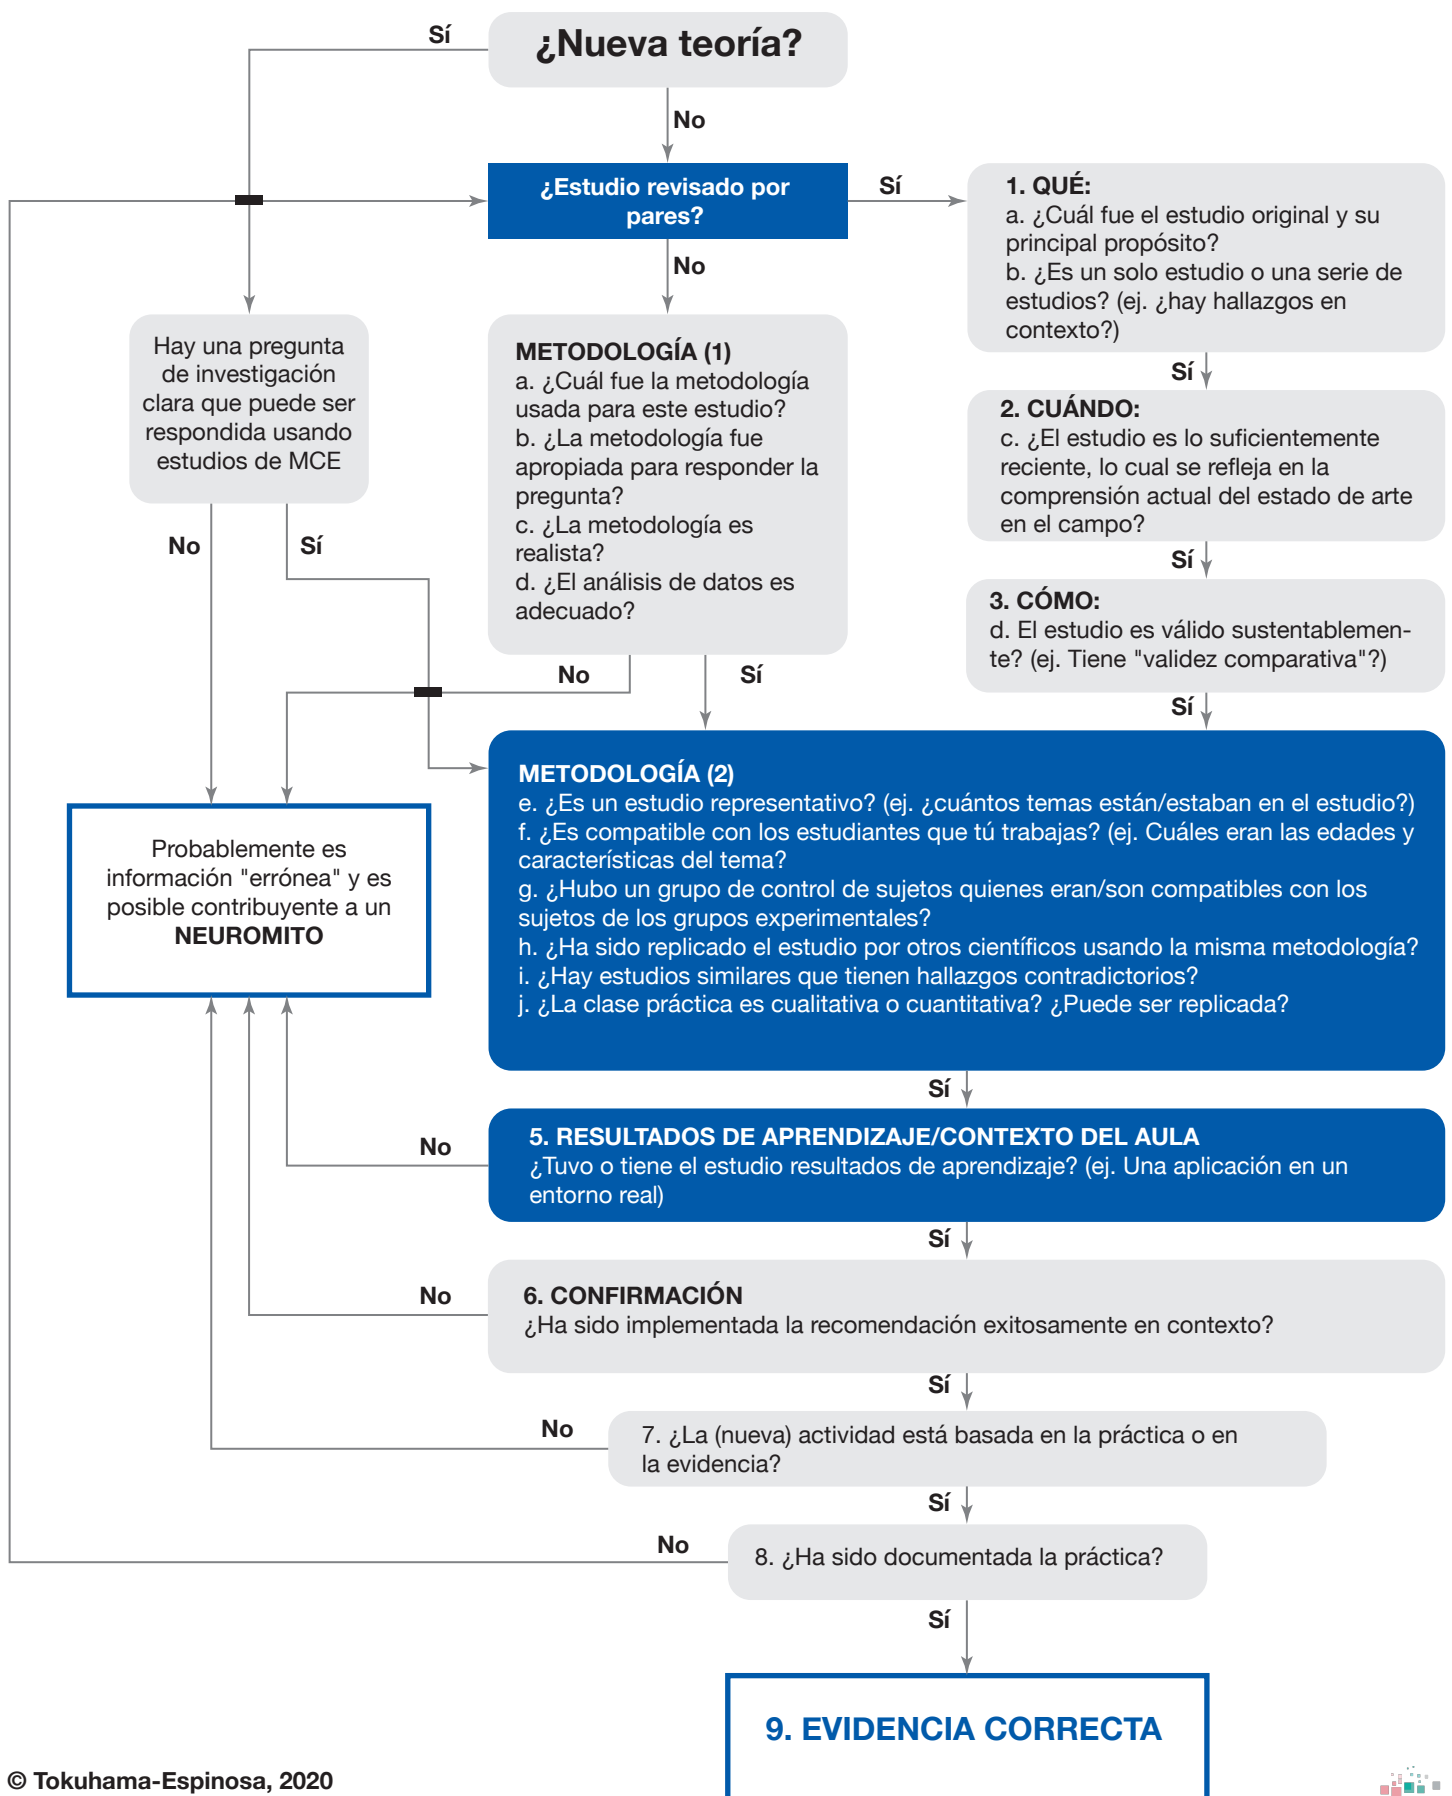 ¿Nueva teoría?
Sí
No
¿Estudio revisado por
pares?
Sí
No
1. QUÉ:
a. ¿Cuál fue el estudio original y su
principal propósito?
b. ¿Es un solo estudio o una serie de
estudios? (ej. ¿hay hallazgos en
contexto?)
Sí
Hay una pregunta
de investigación
clara que puede ser
respondida usando
estudios de MCE
No
Sí
METODOLOGÍA (1)
a. ¿Cuál fue la metodología
usada para este estudio?
b. ¿La metodología fue
apropiada para responder la
pregunta?
c. ¿La metodología es
realista?
d. ¿El análisis de datos es
adecuado?
No
Sí
2. CUÁNDO:
c. ¿El estudio es lo suficientemente
reciente, lo cual se refleja en la
comprensión actual del estado de arte
en el campo?
Sí
3. CÓMO:
d. El estudio es válido sustentablemen-
te? (ej. Tiene "validez comparativa"?)
Sí
METODOLOGÍA (2)
e. ¿Es un estudio representativo? (ej. ¿cuántos temas están/estaban en el estudio?)
f. ¿Es compatible con los estudiantes que tú trabajas? (ej. Cuáles eran las edades y
características del tema?
g. ¿Hubo un grupo de control de sujetos quienes eran/son compatibles con los
sujetos de los grupos experimentales?
h. ¿Ha sido replicado el estudio por otros científicos usando la misma metodología?
i. ¿Hay estudios similares que tienen hallazgos contradictorios?
j. ¿La clase práctica es cualitativa o cuantitativa? ¿Puede ser replicada?
Probablemente es
información "errónea" y es
posible contribuyente a un
NEUROMITO
Sí
5. RESULTADOS DE APRENDIZAJE/CONTEXTO DEL AULA
¿Tuvo o tiene el estudio resultados de aprendizaje? (ej. Una aplicación en un
entorno real)
No
Sí
6. CONFIRMACIÓN
¿Ha sido implementada la recomendación exitosamente en contexto?
No
Sí
7. ¿La (nueva) actividad está basada en la práctica o en
la evidencia?
No
Sí
8. ¿Ha sido documentada la práctica?
No
Sí
9. EVIDENCIA CORRECTA
© Tokuhama-Espinosa, 2020